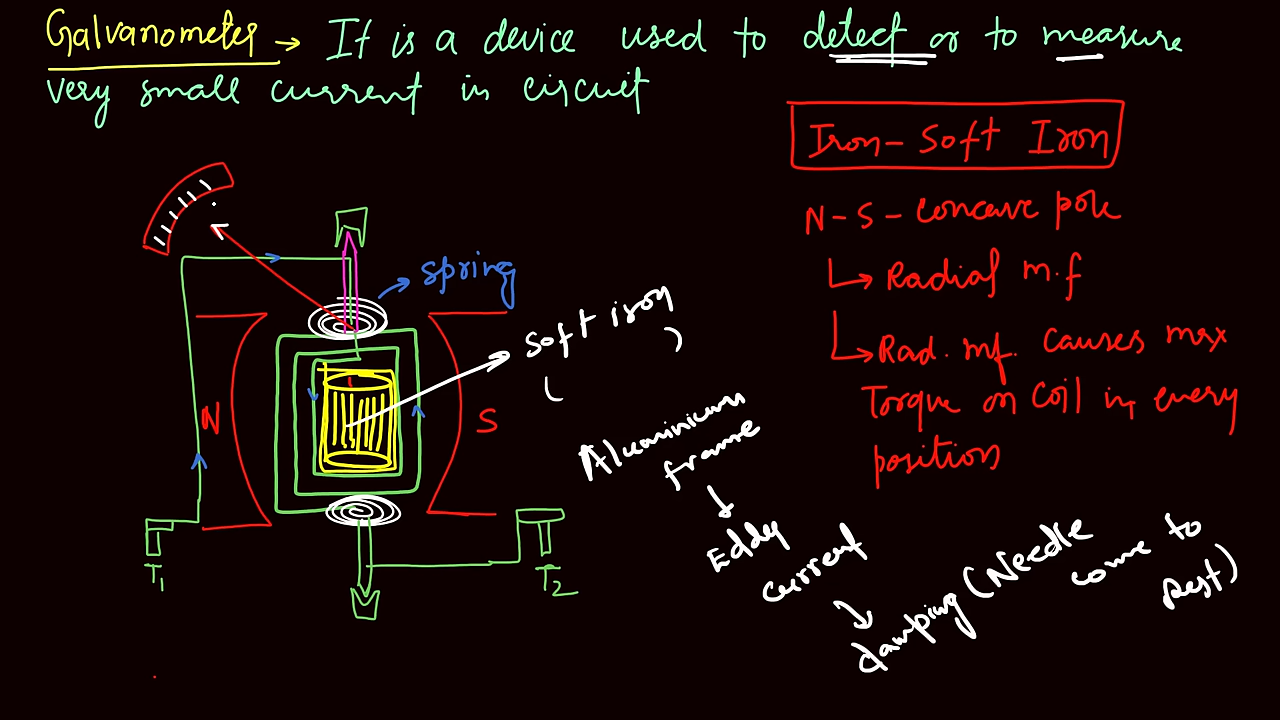 Galvanometer → It is a device used to detect or to measure
very small current in circuit
Iron - Soft Iron
N - S - Concave pole
↳ Radial m.f
↳ Rad. mf. causes max
Torque on coil in every
position
spring
Soft iron
N
S
T1
T2
Aluminium
frame
↓
Eddy
current
↓
damping (Needle
come to
rest)